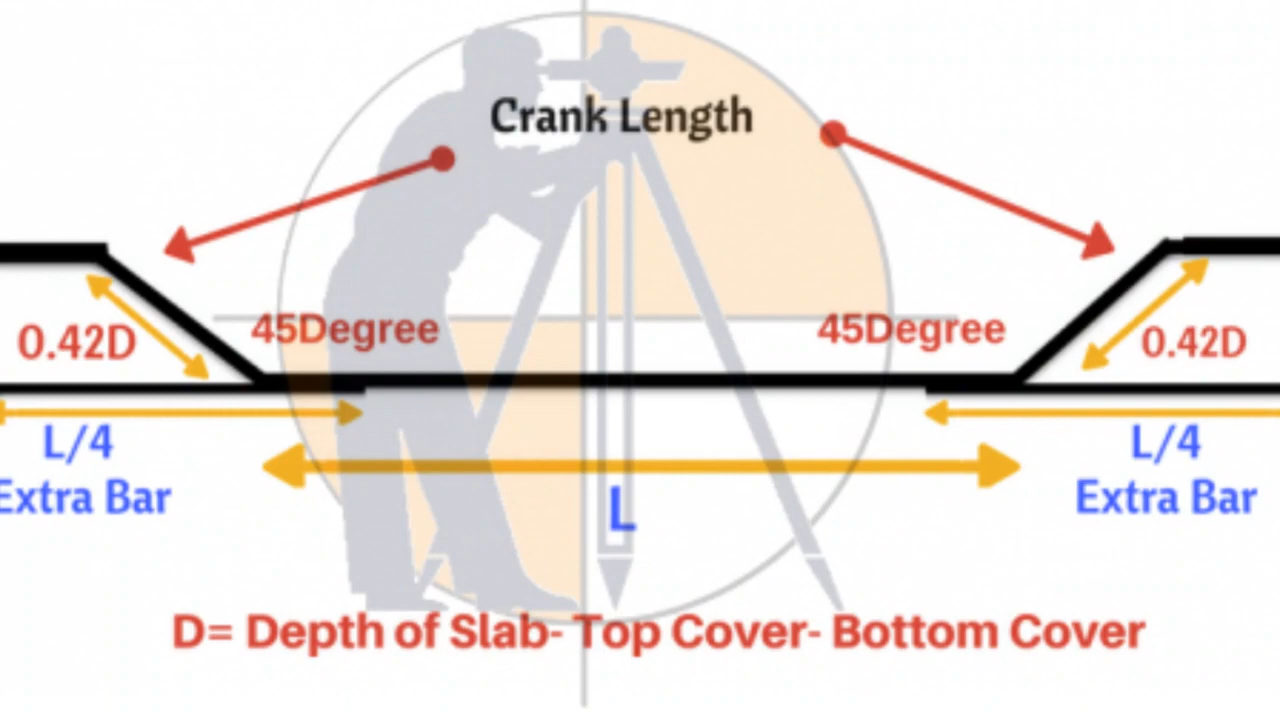 Crank Length
45Degree
45Degree
0.42D
0.42D
L/4
Extra Bar
L
L/4
Extra Bar
D= Depth of Slab- Top Cover- Bottom Cover